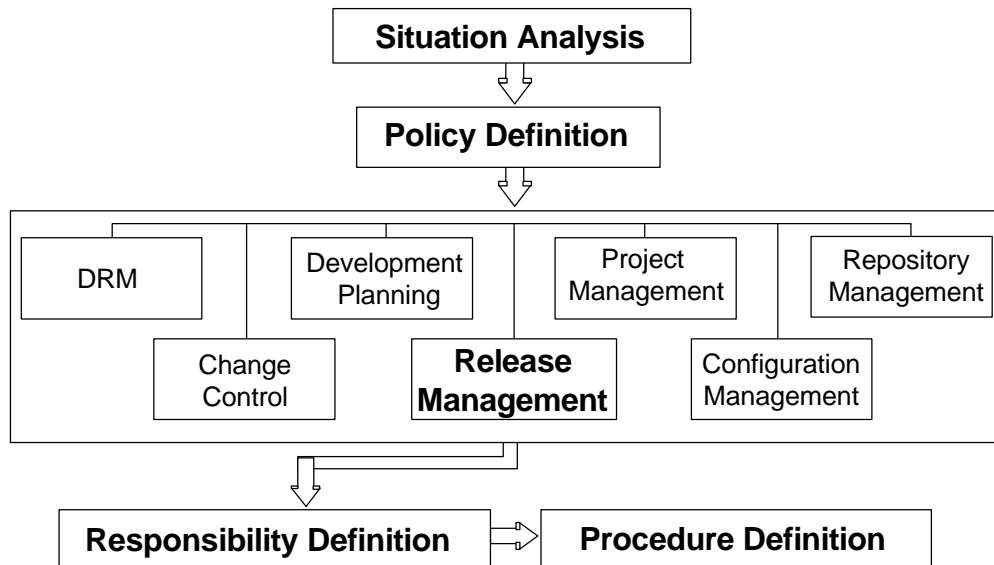 Situation Analysis
Policy Definition
DRM
Development
Planning
Project
Management
Repository
Management
Change
Control
Release
Management
Configuration
Management
Responsibility Definition
Procedure Definition